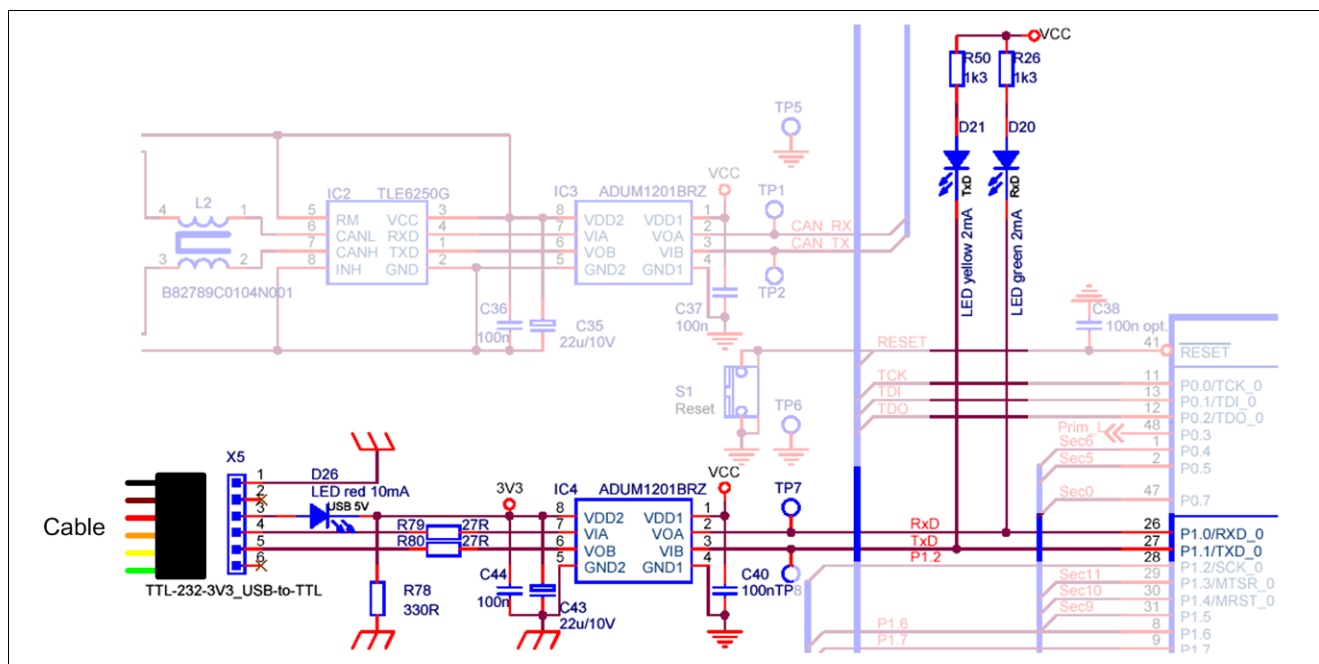 VCC
R50
1k3
R26
1k3
TP5
D21
D20
TxD
RxD
LED yellow 2mA
LED green 2mA
L2
4
1
3
2
B82789C0104N001
IC2
TLE6250G
5 RM VCC 3
6 CANL RXD 4
7 CANH TXD 1
8 INH GND 2
C36
100n
C35
22u/10V
IC3
ADUM1201BRZ
8 VDD2 VDD1 1
7 VIA VOA 2
6 VOB VIB 3
5 GND2 GND1 4
VCC
TP1
CAN_RX
CAN_TX
TP2
C37
100n
C38
100n opt.
RESET
41
RESET
S1
Reset
TCK
11
P0.0/TCK_0
TDI
13
P0.1/TDI_0
TDO
12
P0.2/TDO_0
TP6
Prim_L
48
P0.3
Sec6
1
P0.4
Sec5
2
P0.5
Sec0
47
P0.7
Cable
X5
1
2
3
4
5
6
TTL-232-3V3_USB-to-TTL
D26
LED red 10mA
USB 5V
R79
27R
R80
27R
R78
330R
3V3
C44
100n
C43
22u/10V
IC4
ADUM1201BRZ
8 VDD2 VDD1 1
7 VIA VOA 2
6 VOB VIB 3
5 GND2 GND1 4
VCC
C40
100n
TP7
TP8
RxD
26
P1.0/RXD_0
TxD
27
P1.1/TXD_0
P1.2
28
P1.2/SCK_0
Sec11
29
P1.3/MTSR_0
Sec10
30
P1.4/MRST_0
Sec9
31
P1.5
P1.6
8
P1.6
P1.7
9
P1.7